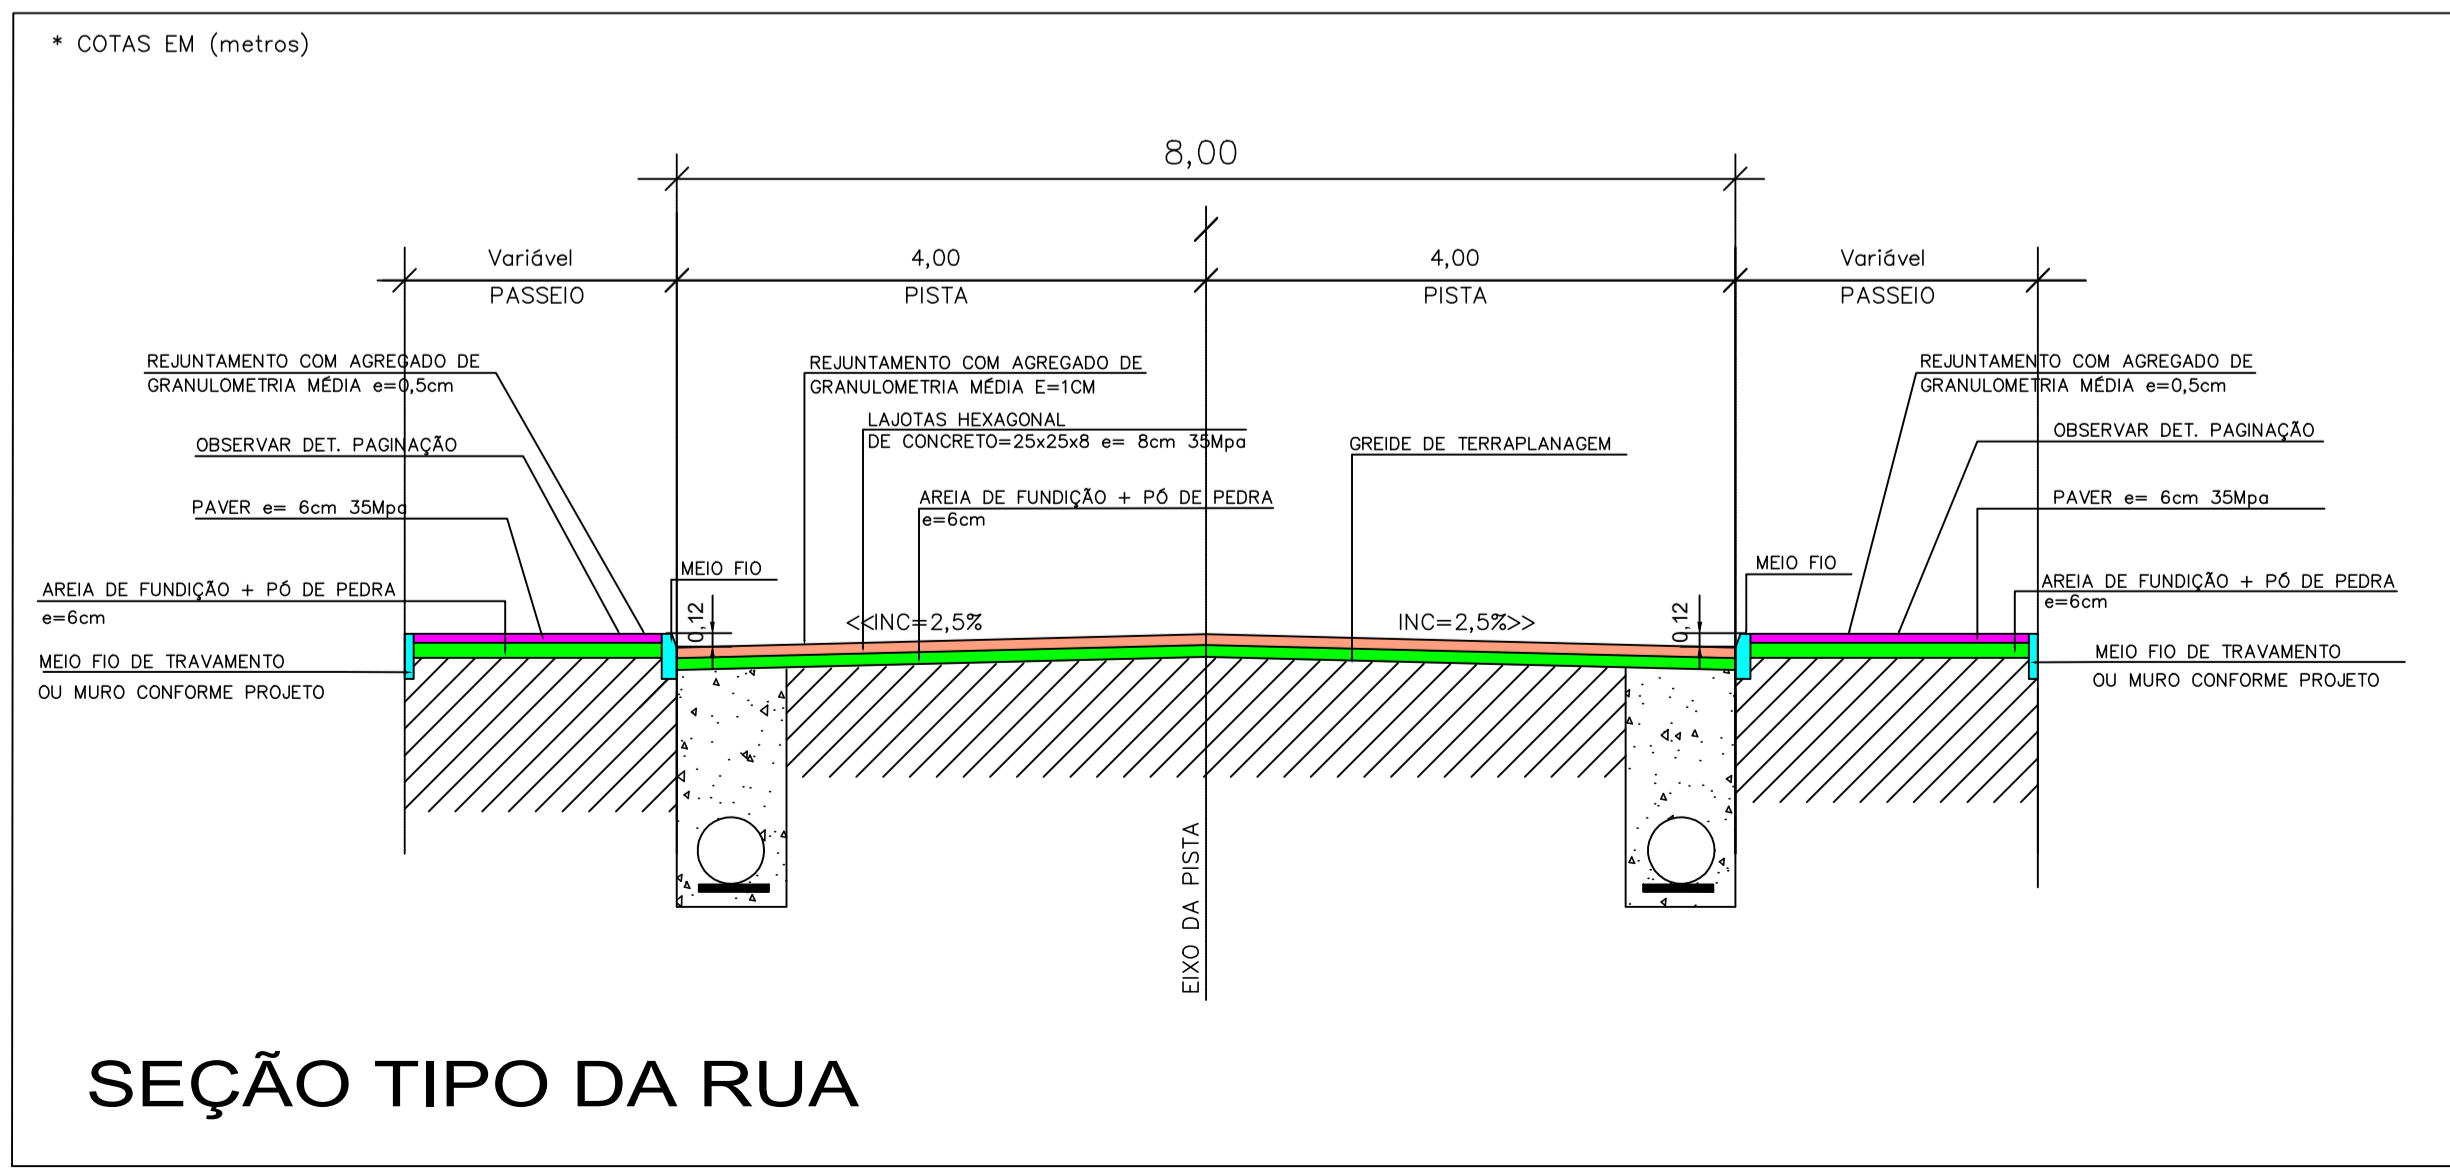 * COTAS EM (metros)
8,00
Variável
PASSEIO
4,00
PISTA
4,00
PISTA
Variável
PASSEIO
REJUNTAMENTO COM AGREGADO DE
GRANULOMETRIA MÉDIA e=0,5cm
OBSERVAR DET. PAGINAÇÃO
PAVER e= 6cm 35Mpa
AREIA DE FUNDIÇÃO + PÓ DE PEDRA
e=6cm
MEIO FIO DE TRAVAMENTO
OU MURO CONFORME PROJETO
REJUNTAMENTO COM AGREGADO DE
GRANULOMETRIA MÉDIA E=1CM
LAJOTAS HEXAGONAL
DE CONCRETO=25x25x8 e= 8cm 35Mpa
AREIA DE FUNDIÇÃO + PÓ DE PEDRA
e=6cm
MEIO FIO
0,12
<<INC=2,5%
GREIDE DE TERRAPLANAGEM
INC=2,5%>>
0,12
MEIO FIO
REJUNTAMENTO COM AGREGADO DE
GRANULOMETRIA MÉDIA e=0,5cm
OBSERVAR DET. PAGINAÇÃO
PAVER e= 6cm 35Mpa
AREIA DE FUNDIÇÃO + PÓ DE PEDRA
e=6cm
MEIO FIO DE TRAVAMENTO
OU MURO CONFORME PROJETO
EIXO DA PISTA
SEÇÃO TIPO DA RUA